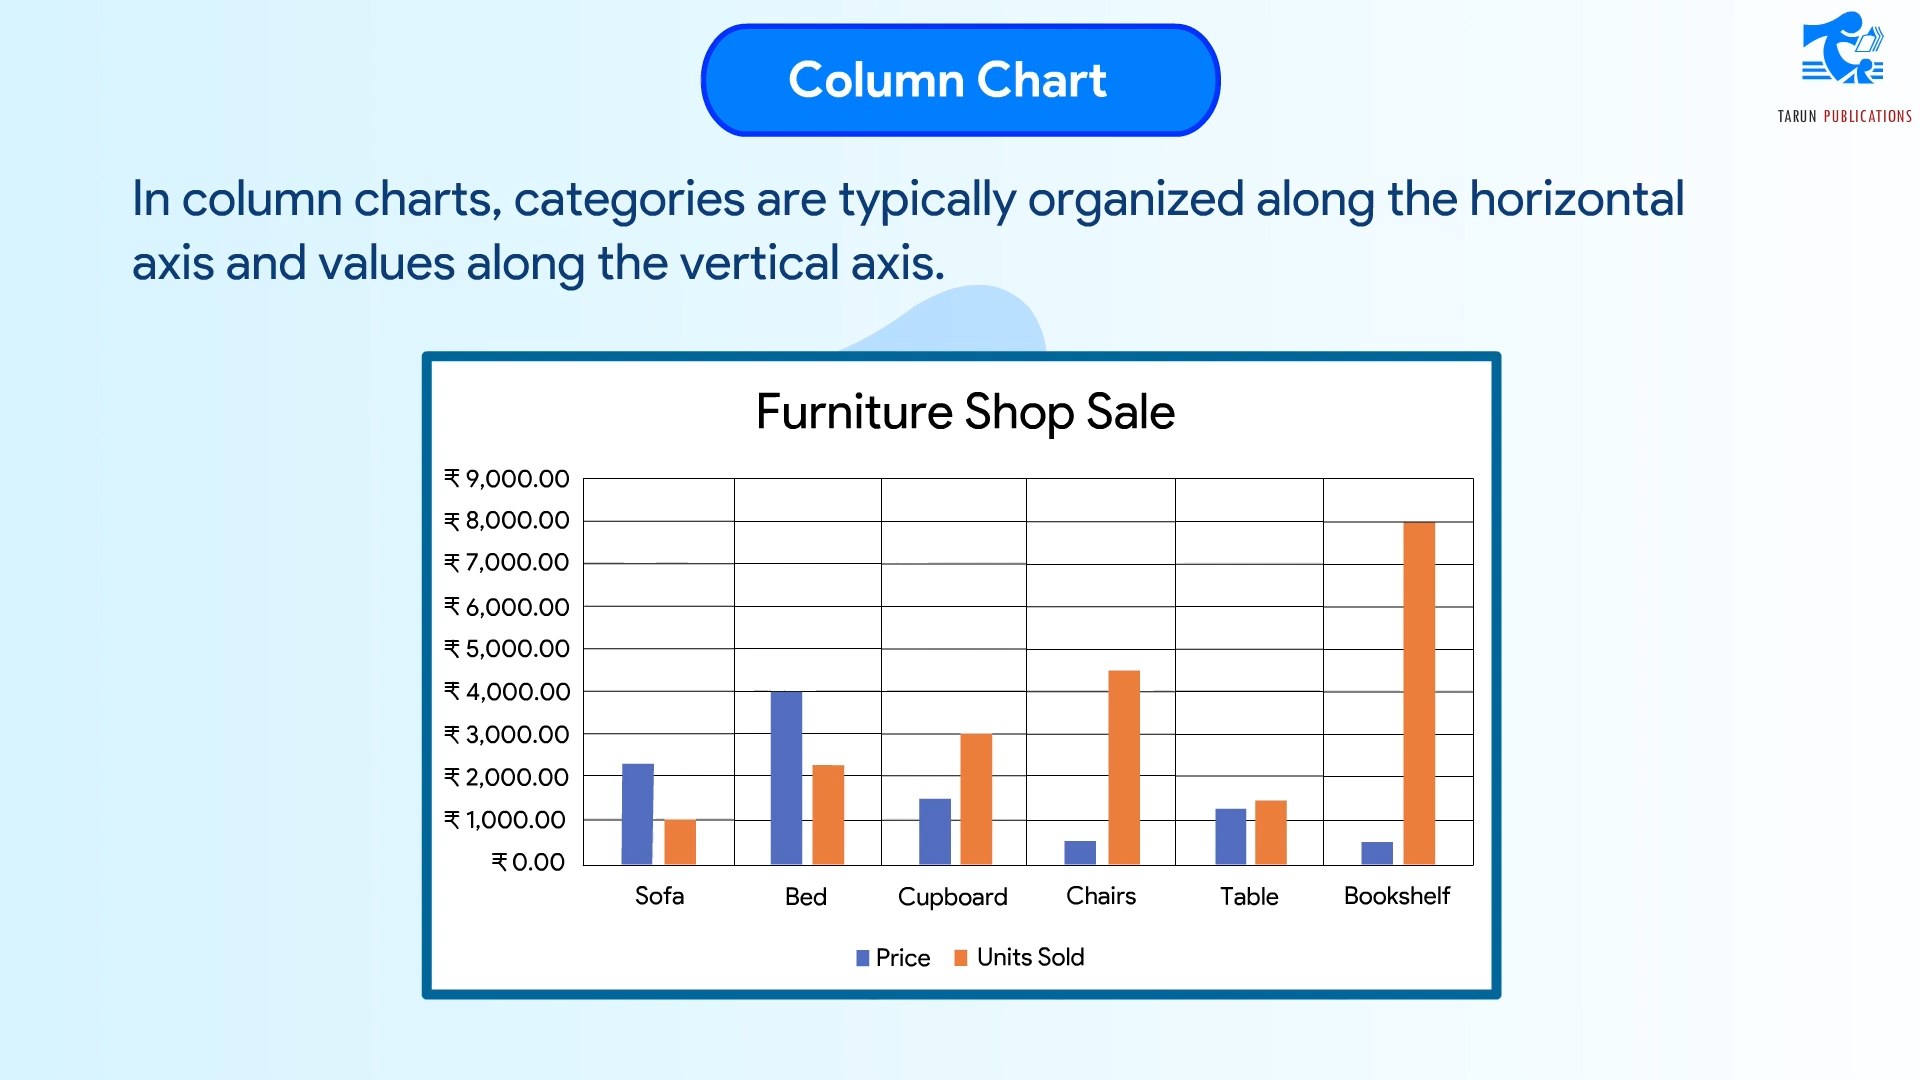 Column Chart
TARUN PUBLICATIONS
In column charts, categories are typically organized along the horizontal
axis and values along the vertical axis.
Furniture Shop Sale
₹ 9,000.00
₹ 8,000.00
₹ 7,000.00
₹ 6,000.00
₹ 5,000.00
₹ 4,000.00
₹ 3,000.00
₹ 2,000.00
₹ 1,000.00
₹ 0.00
Sofa Bed Cupboard Chairs Table Bookshelf
Price Units Sold